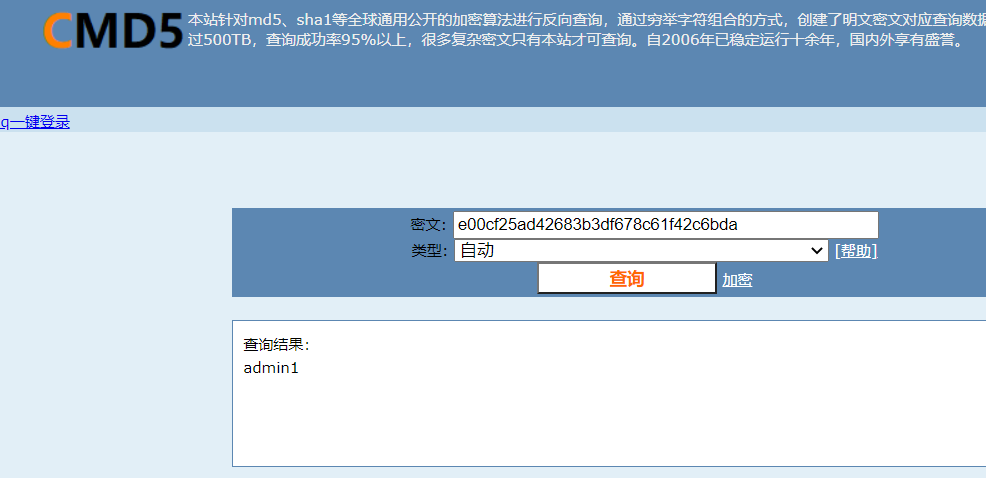 CMD5
本站针对md5、sha1等全球通用公开的加密算法进行反向查询，通过穷举字符组合的方式，创建了明文密文对应查询数据
过500TB，查询成功率95%以上，很多复杂密文只有本站才可查询。自2006年已稳定运行十余年，国内外享有盛誉。
q一键登录
密文: e00cf25ad42683b3df678c61f42c6bda
类型: 自动 [帮助]
查询 加密
查询结果:
admin1